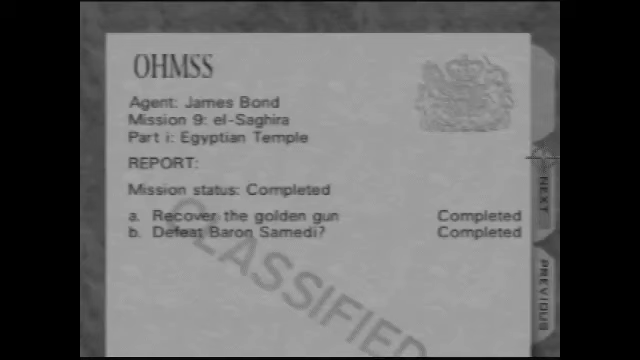 OHMSS
Agent: James Bond
Mission 9: el-Saghira
Part i: Egyptian Temple
REPORT:
Mission status: Completed
a. Recover the golden gun Completed
b. Defeat Baron Samedi? Completed
CLASSIFIED
NEXT
PREVIOUS